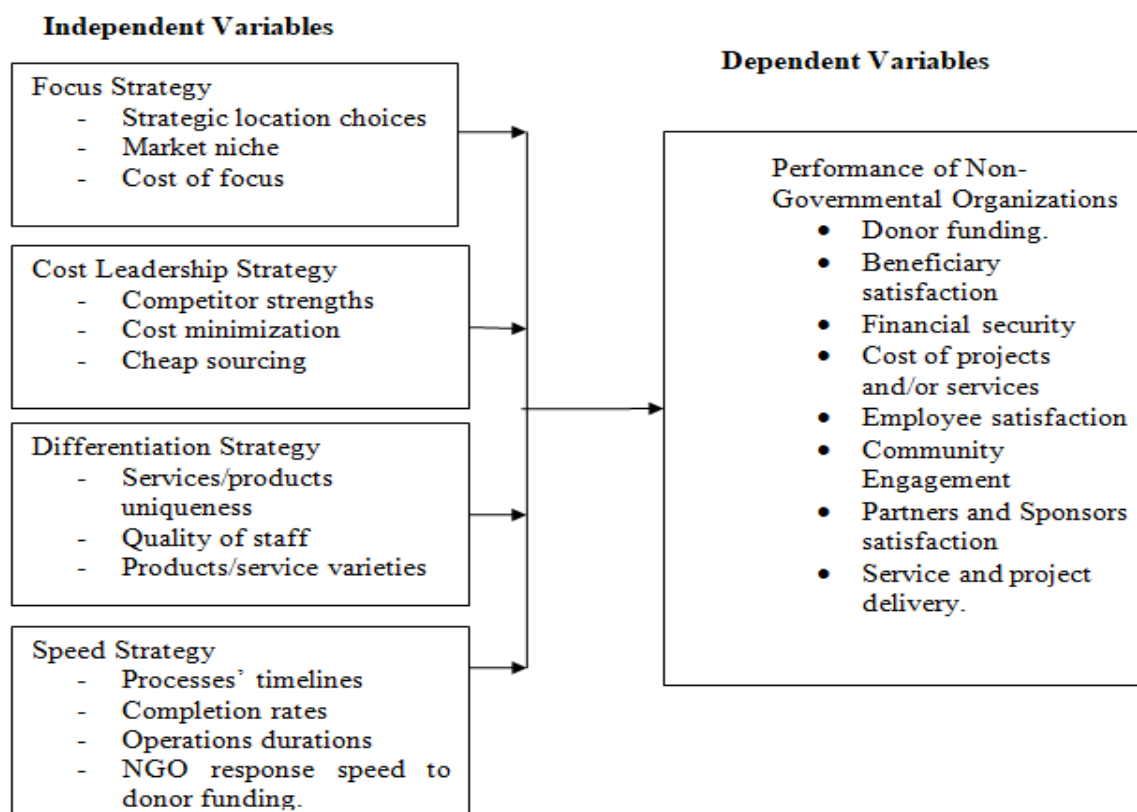 Independent Variables
Focus Strategy
- Strategic location choices
- Market niche
- Cost of focus
Cost Leadership Strategy
- Competitor strengths
- Cost minimization
- Cheap sourcing
Differentiation Strategy
- Services/products
uniqueness
- Quality of staff
- Products/service varieties
Speed Strategy
- Processes’ timelines
- Completion rates
- Operations durations
- NGO response speed to
donor funding.
Dependent Variables
Performance of Non-
Governmental Organizations
• Donor funding.
• Beneficiary
satisfaction
• Financial security
• Cost of projects
and/or services
• Employee satisfaction
• Community
Engagement
• Partners and Sponsors
satisfaction
• Service and project
delivery.